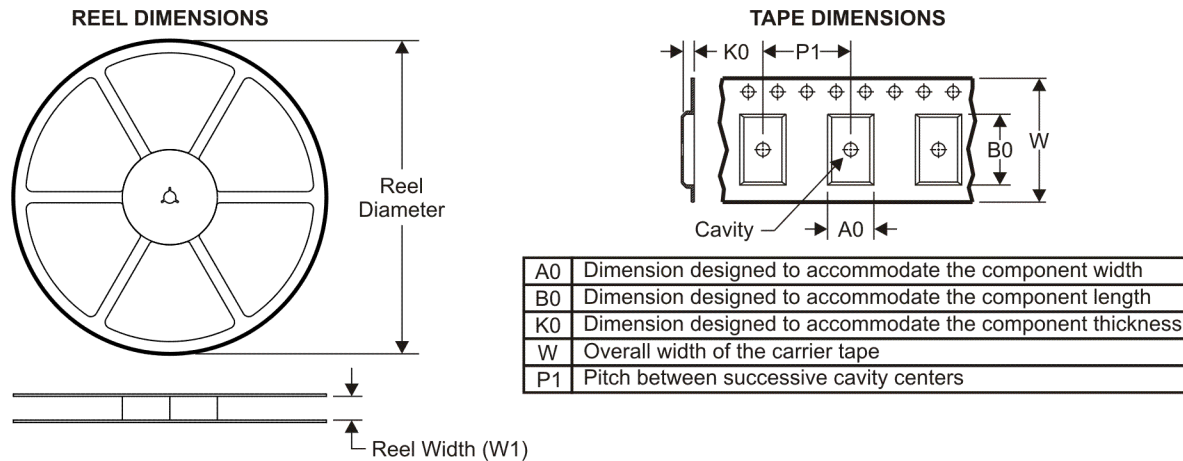 REEL DIMENSIONS
Reel
Diameter
Reel Width (W1)
TAPE DIMENSIONS
K0
P1
B0
W
Cavity
A0
A0 Dimension designed to accommodate the component width
B0 Dimension designed to accommodate the component length
K0 Dimension designed to accommodate the component thickness
W Overall width of the carrier tape
P1 Pitch between successive cavity centers